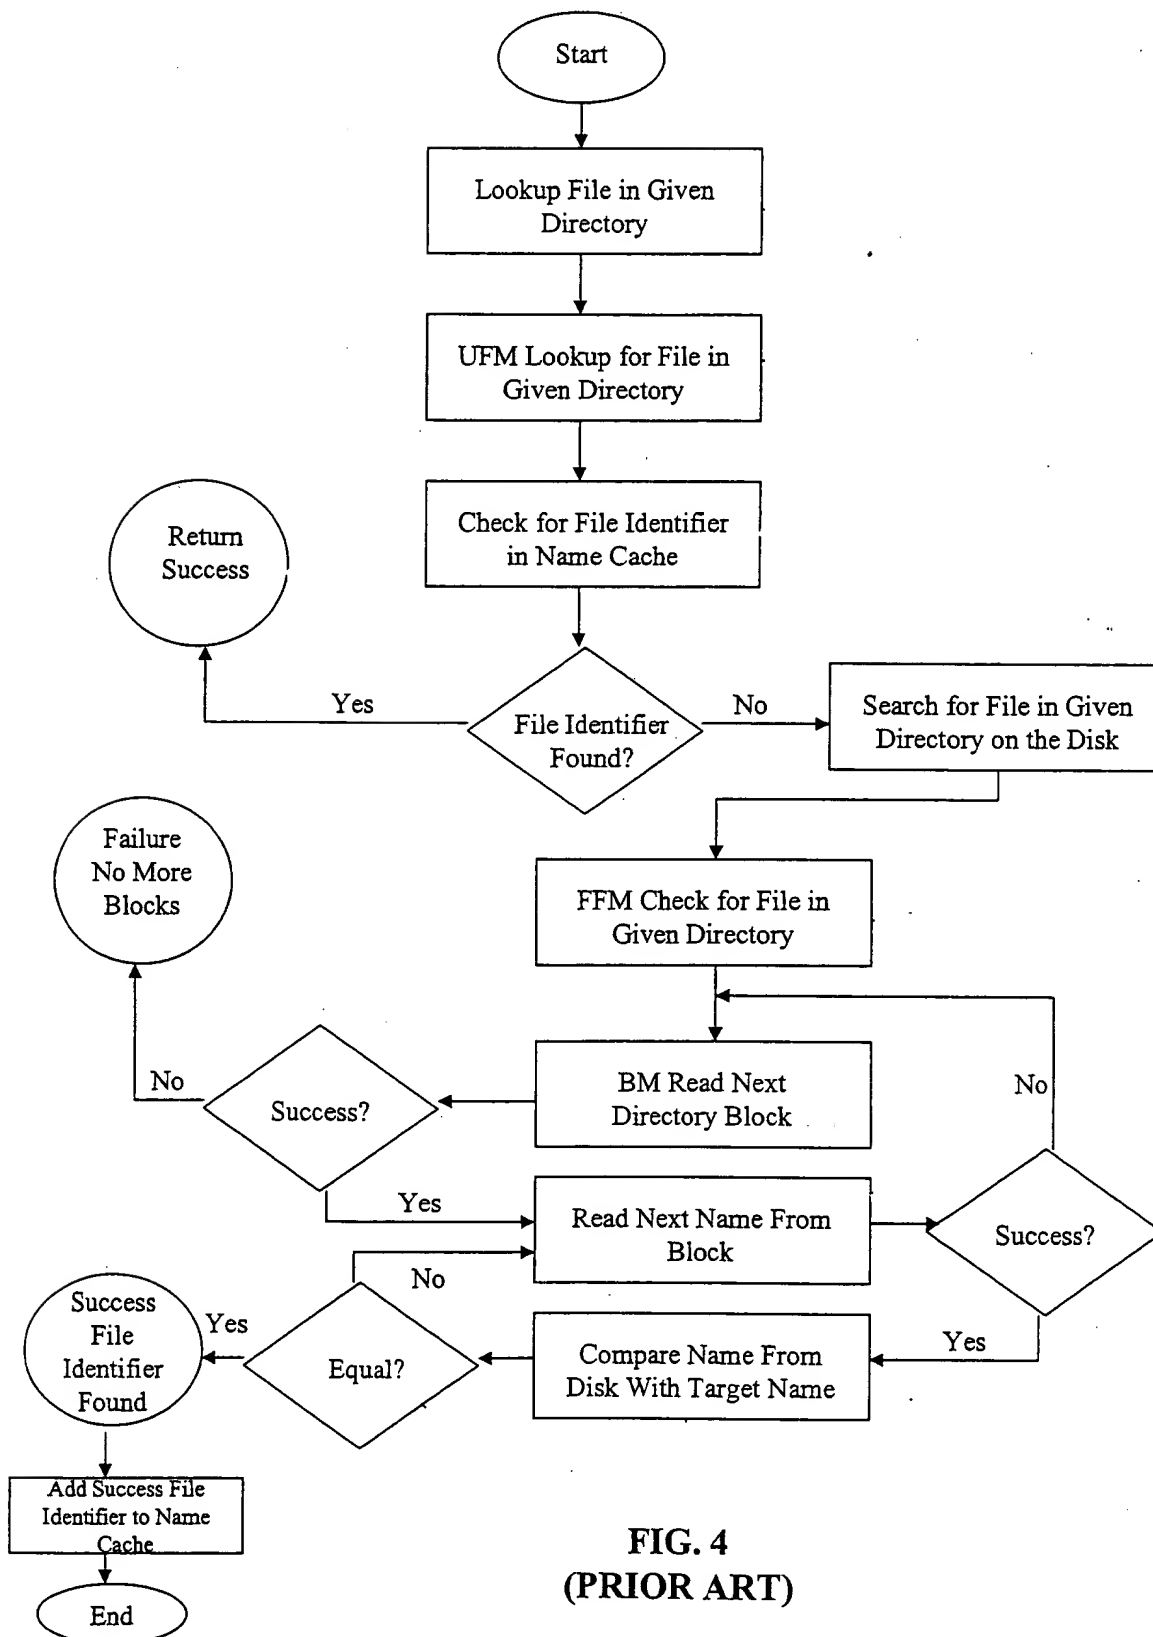 Start
Lookup File in Given
Directory
UFM Lookup for File in
Given Directory
Check for File Identifier
in Name Cache
Return
Success
Yes
File Identifier
Found?
No
Search for File in Given
Directory on the Disk
Failure
No More
Blocks
FFM Check for File in
Given Directory
No
Success?
BM Read Next
Directory Block
No
Yes
Read Next Name From
Block
Success?
No
Success
File
Identifier
Found
Yes
Equal?
Compare Name From
Disk With Target Name
Yes
Add Success File
Identifier to Name
Cache
End
FIG. 4
(PRIOR ART)